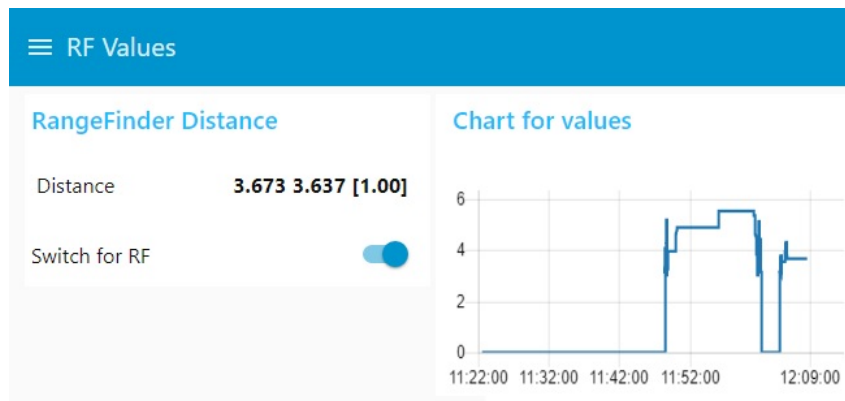 RF Values
RangeFinder Distance
Distance 3.673 3.637 [1.00]
Switch for RF
Chart for values
6
4
2
0
11:22:00 11:32:00 11:42:00 11:52:00 12:09:00